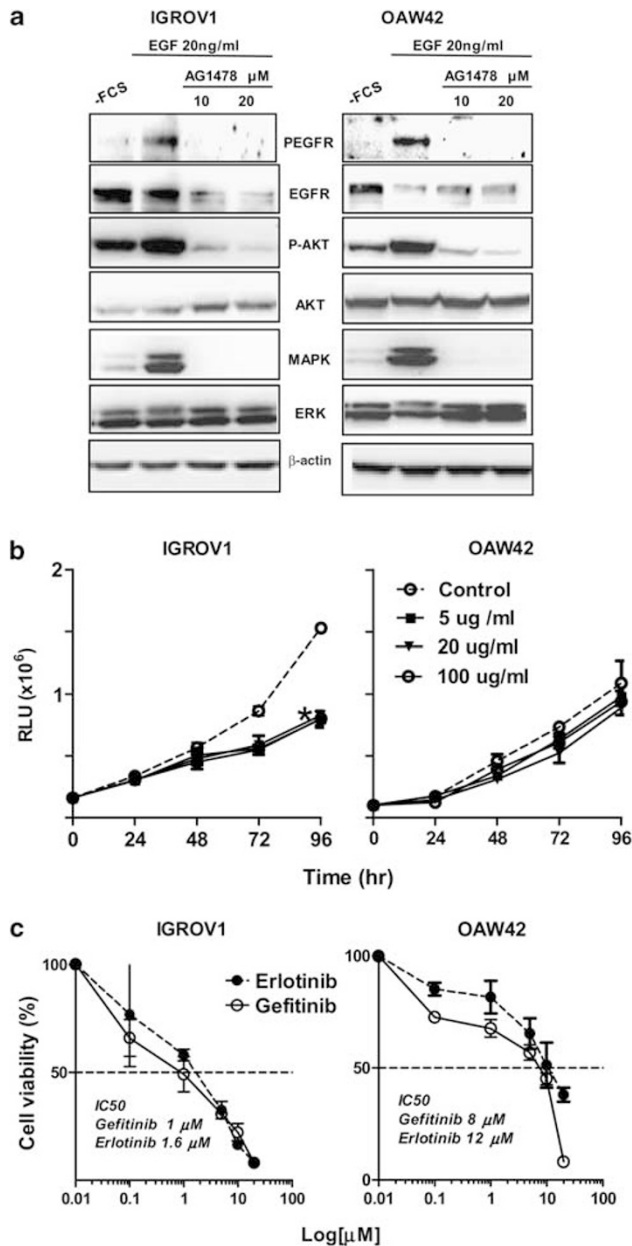 a
IGROV1 OAW42
EGF 20ng/ml EGF 20ng/ml
-FCS AG1478 μM -FCS AG1478 μM
10 20 10 20
PEGFR
EGFR
P-AKT
AKT
MAPK
ERK
β-actin
b
IGROV1 OAW42
2
1
0
RLU (x10⁶)
*
Control
5 ug /ml
20 ug/ml
100 ug/ml
0 24 48 72 96 0 24 48 72 96
Time (hr)
c
IGROV1 OAW42
100 100
50 50
0
Cell viability (%)
Erlotinib
Gefitinib
IC50
Gefitinib 1 μM
Erlotinib 1.6 μM
IC50
Gefitinib 8 μM
Erlotinib 12 μM
0.01 0.1 1 10 100 0.01 0.1 1 10 100
Log[μM]